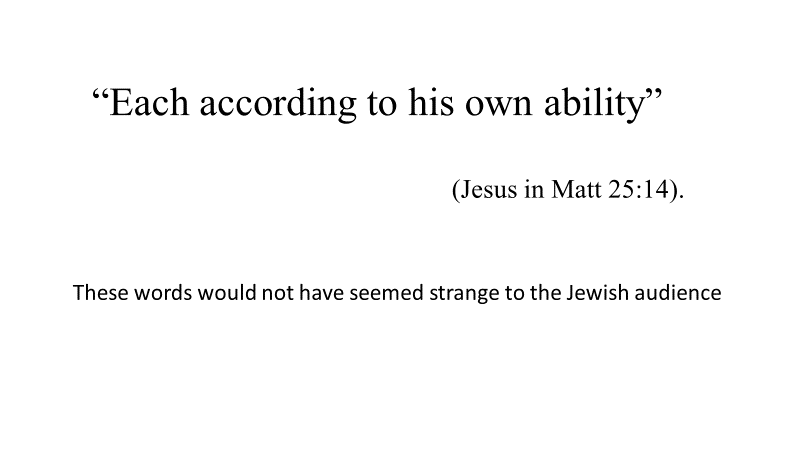 “Each according to his own ability”
(Jesus in Matt 25:14).
These words would not have seemed strange to the Jewish audience